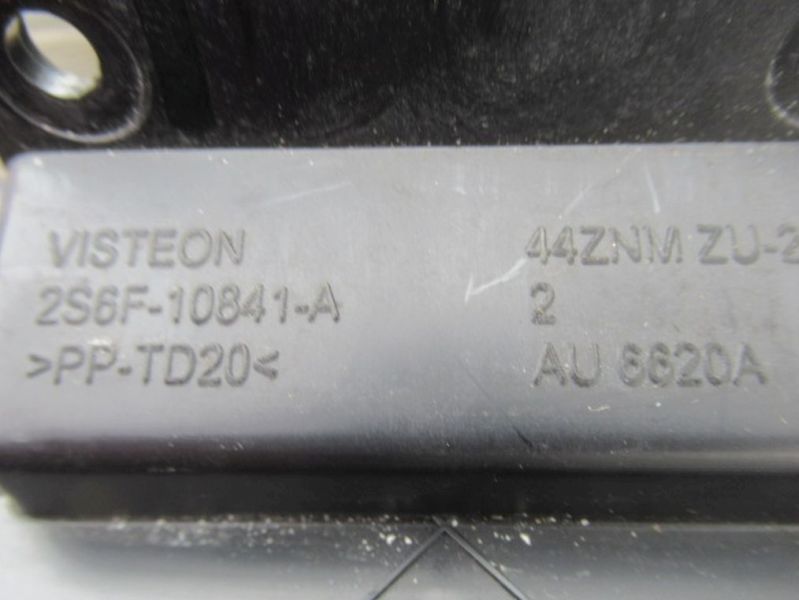 VISTEON
2S6F-10841-A
>PP-TD20<
44ZNM ZU-2
2
AU 6620A